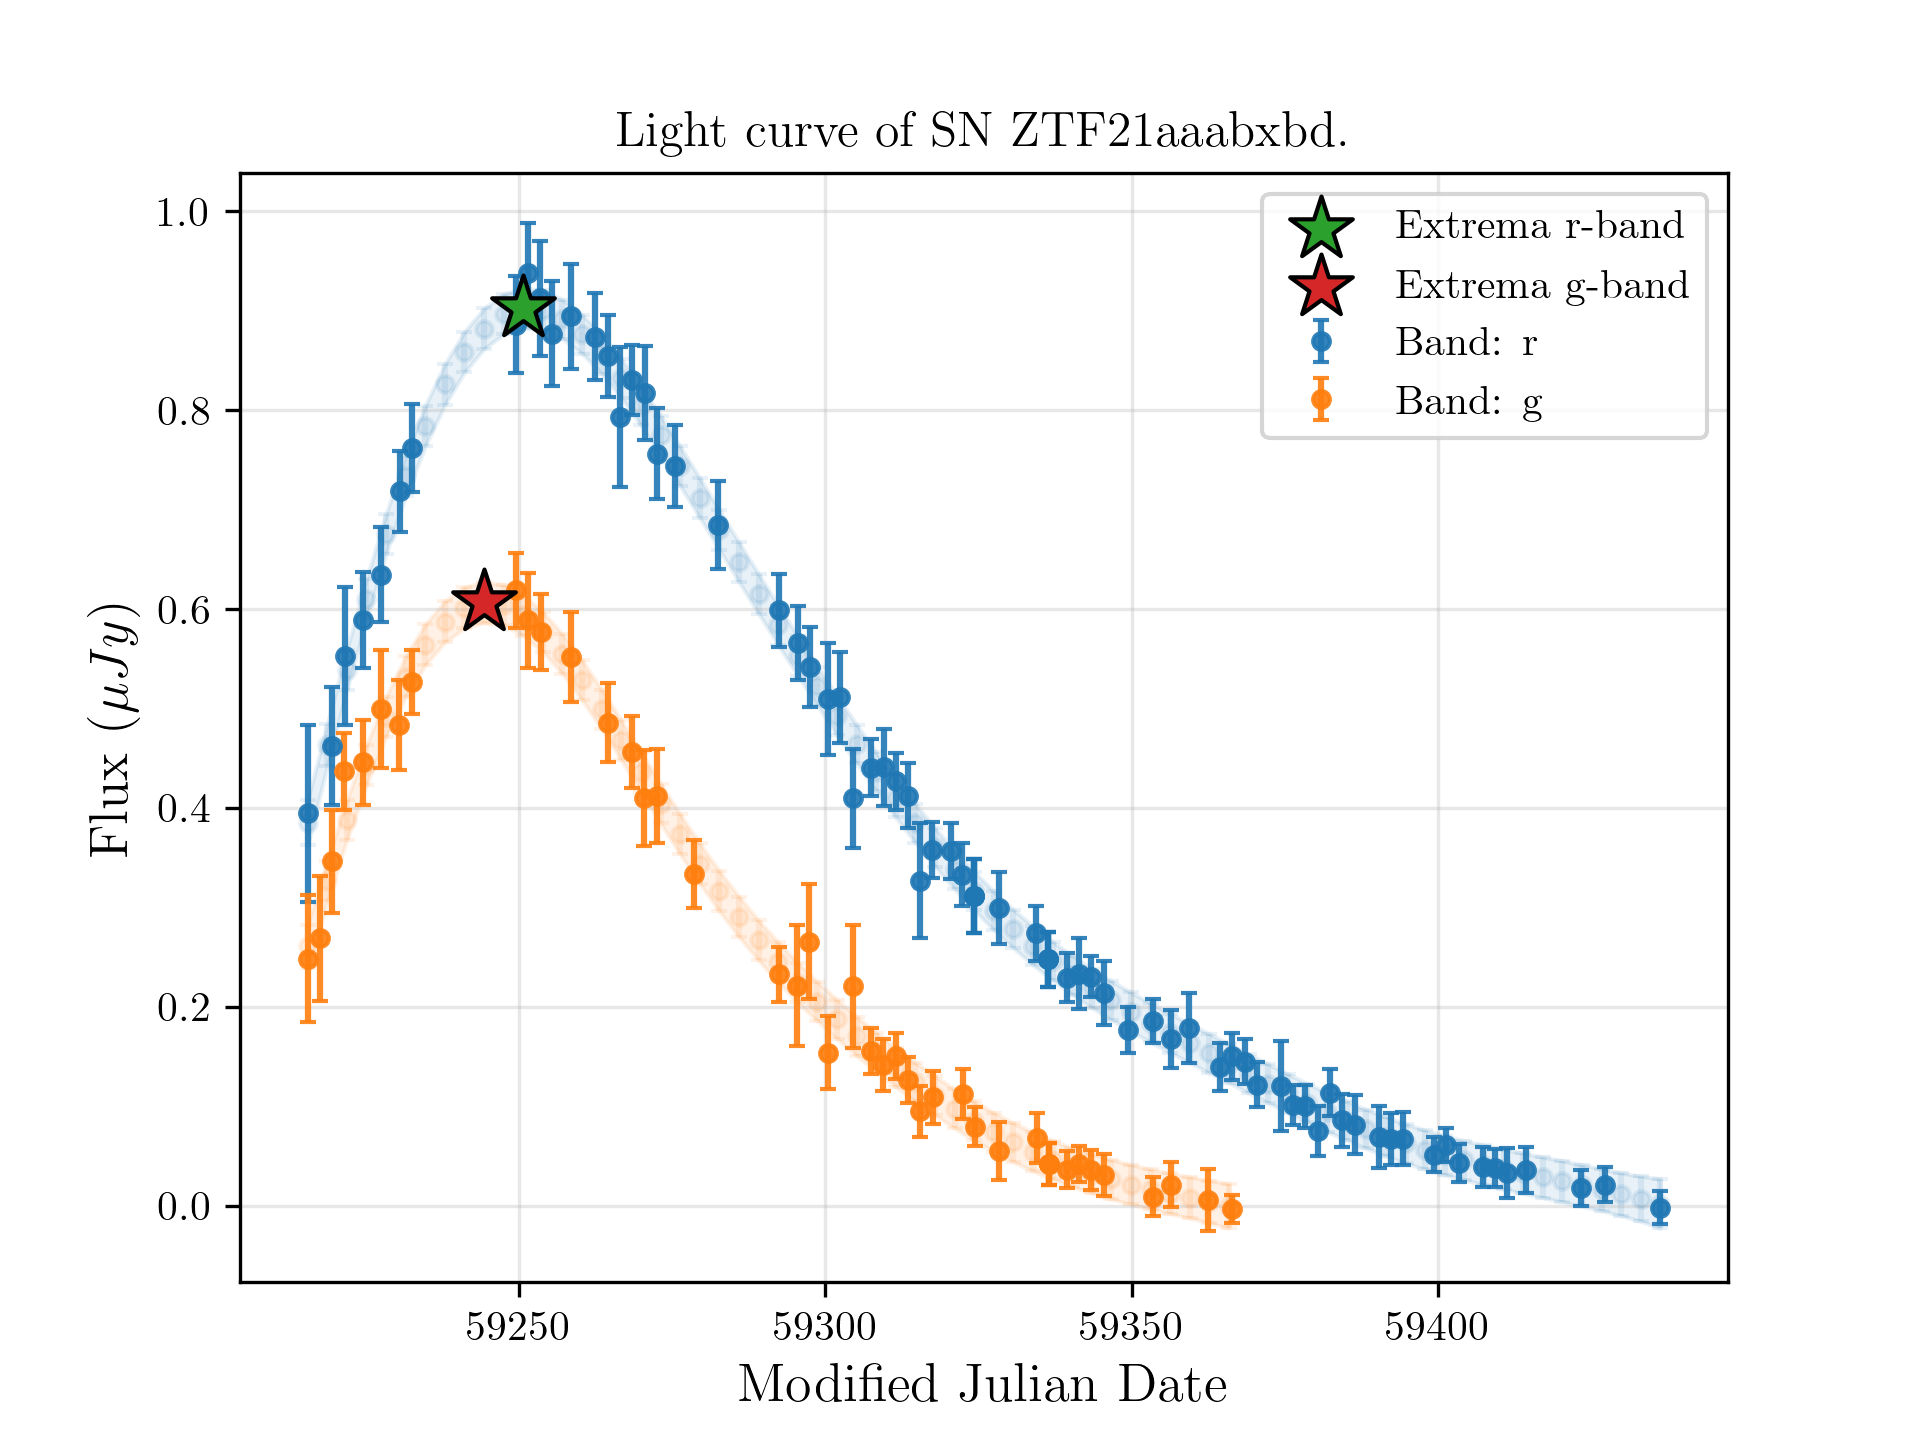 Light curve of SN ZTF21aaabxbd.
Extrema r-band
Extrema g-band
Band: r
Band: g
1.0
0.8
0.6
0.4
0.2
0.0
Flux (μJy)
59250
59300
59350
59400
Modified Julian Date